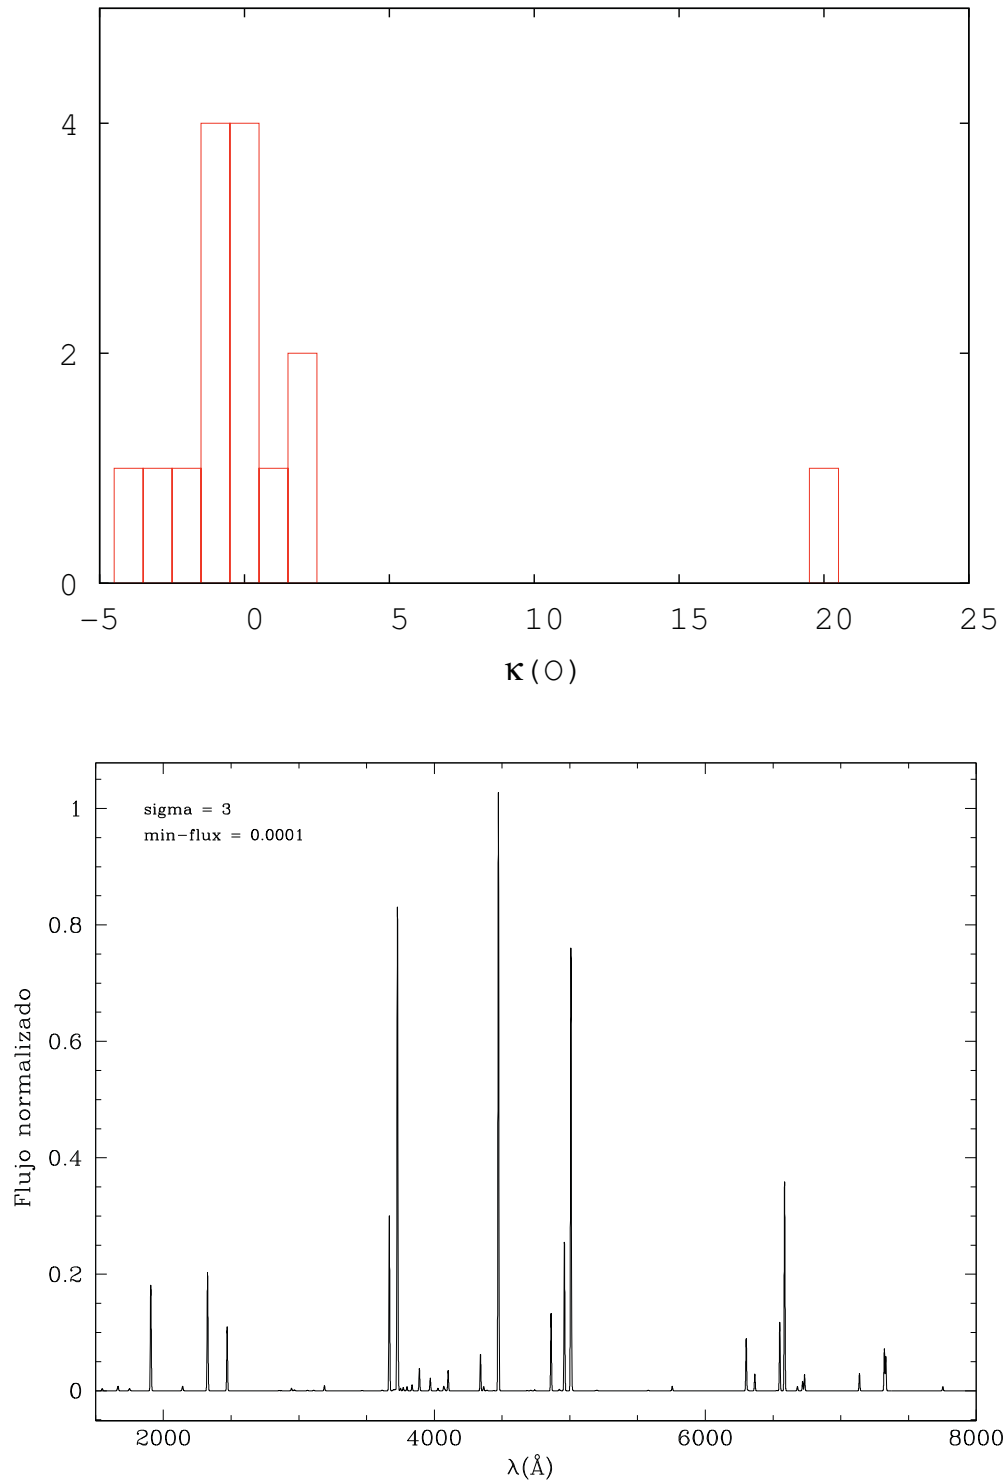 4
2
0
−5 0 5 10 15 20 25
κ(O)
sigma = 3
min−flux = 0.0001
1
0.8
0.6
0.4
0.2
0
Flujo normalizado
2000 4000 6000 8000
λ(Å)